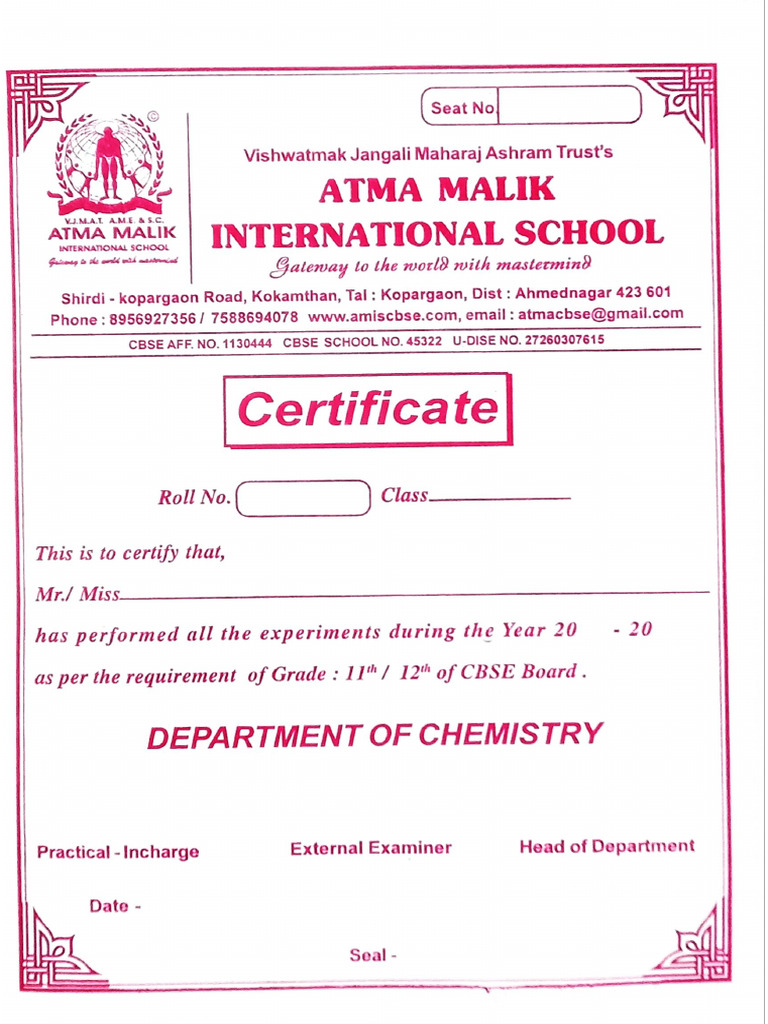 Seat No.
©
Vishwatmak Jangali Maharaj Ashram Trust's
ATMA MALIK
INTERNATIONAL SCHOOL
Gateway to the world with mastermind
V.J.M.A.T. A.M.E. & S.C.
ATMA MALIK
INTERNATIONAL SCHOOL
Gateway to the world with mastermind
Shirdi - kopargaon Road, Kokamthan, Tal : Kopargaon, Dist : Ahmednagar 423 601
Phone : 8956927356 / 7588694078 www.amiscbse.com, email : atmacbse@gmail.com
CBSE AFF. NO. 1130444 CBSE SCHOOL NO. 45322 U-DISE NO. 27260307615
Certificate
Roll No. Class
This is to certify that,
Mr./ Miss
has performed all the experiments during the Year 20 - 20
as per the requirement of Grade : 11th / 12th of CBSE Board .
DEPARTMENT OF CHEMISTRY
Practical - Incharge External Examiner Head of Department
Date -
Seal -